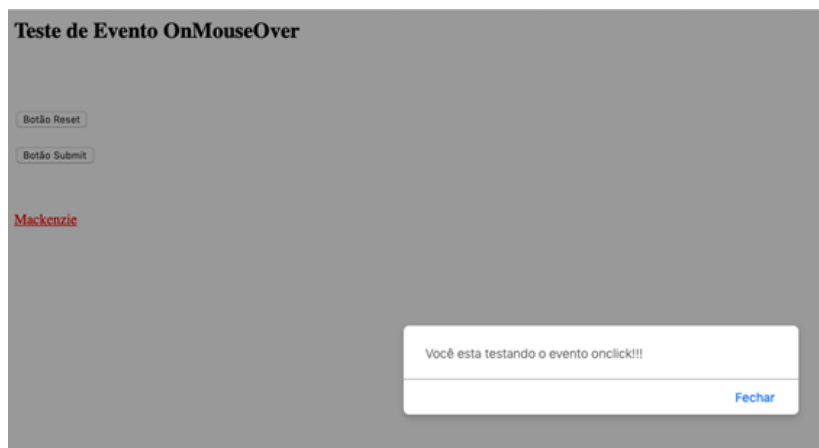 Teste de Evento OnMouseOver
Botão Reset
Botão Submit
Mackenzie
Você esta testando o evento onclick!!!
Fechar